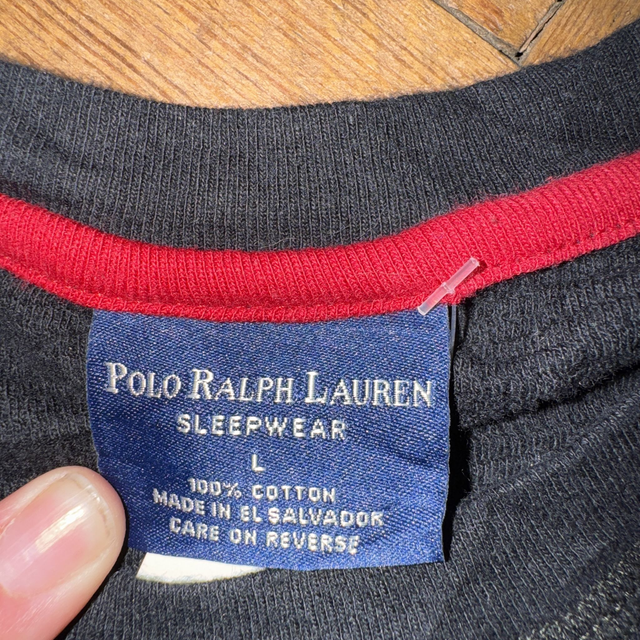 POLO RALPH LAUREN
SLEEPWEAR
L
100% COTTON
MADE IN EL SALVADOR
CARE ON REVERSE